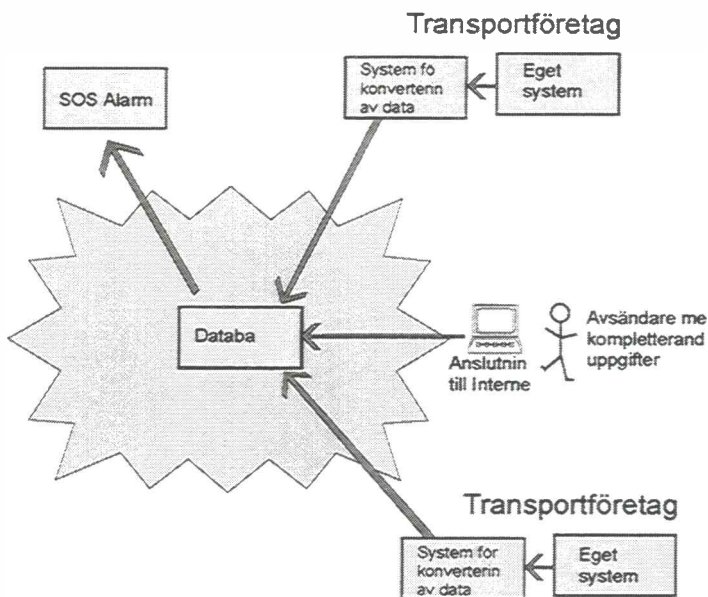 Transportföretag
SOS Alarm
System fö
konverterin
av data
Eget
system
Databa
Anslutnin
till Interne
Avsändare me
kompletterand
uppgifter
Transportföretag
System för
konverterin
av data
Eget
system